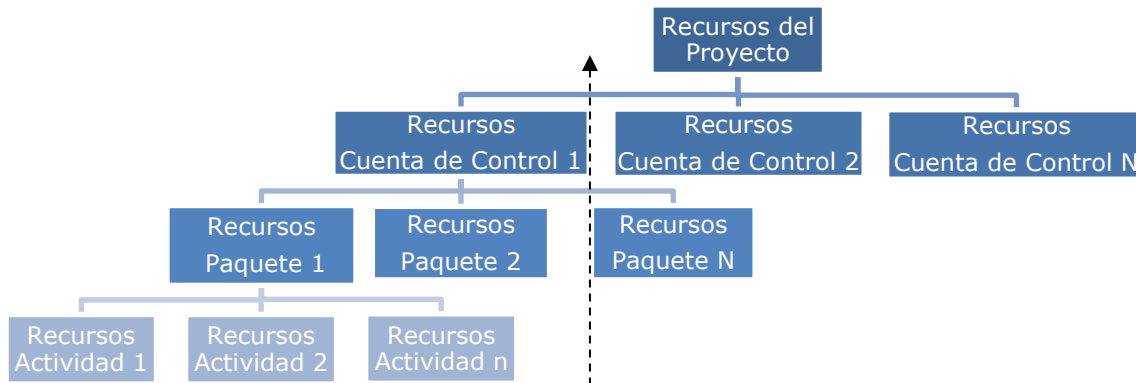 Recursos del
Proyecto
Recursos
Cuenta de Control 1
Recursos
Cuenta de Control 2
Recursos
Cuenta de Control N
Recursos
Paquete 1
Recursos
Paquete 2
Recursos
Paquete N
Recursos
Actividad 1
Recursos
Actividad 2
Recursos
Actividad n